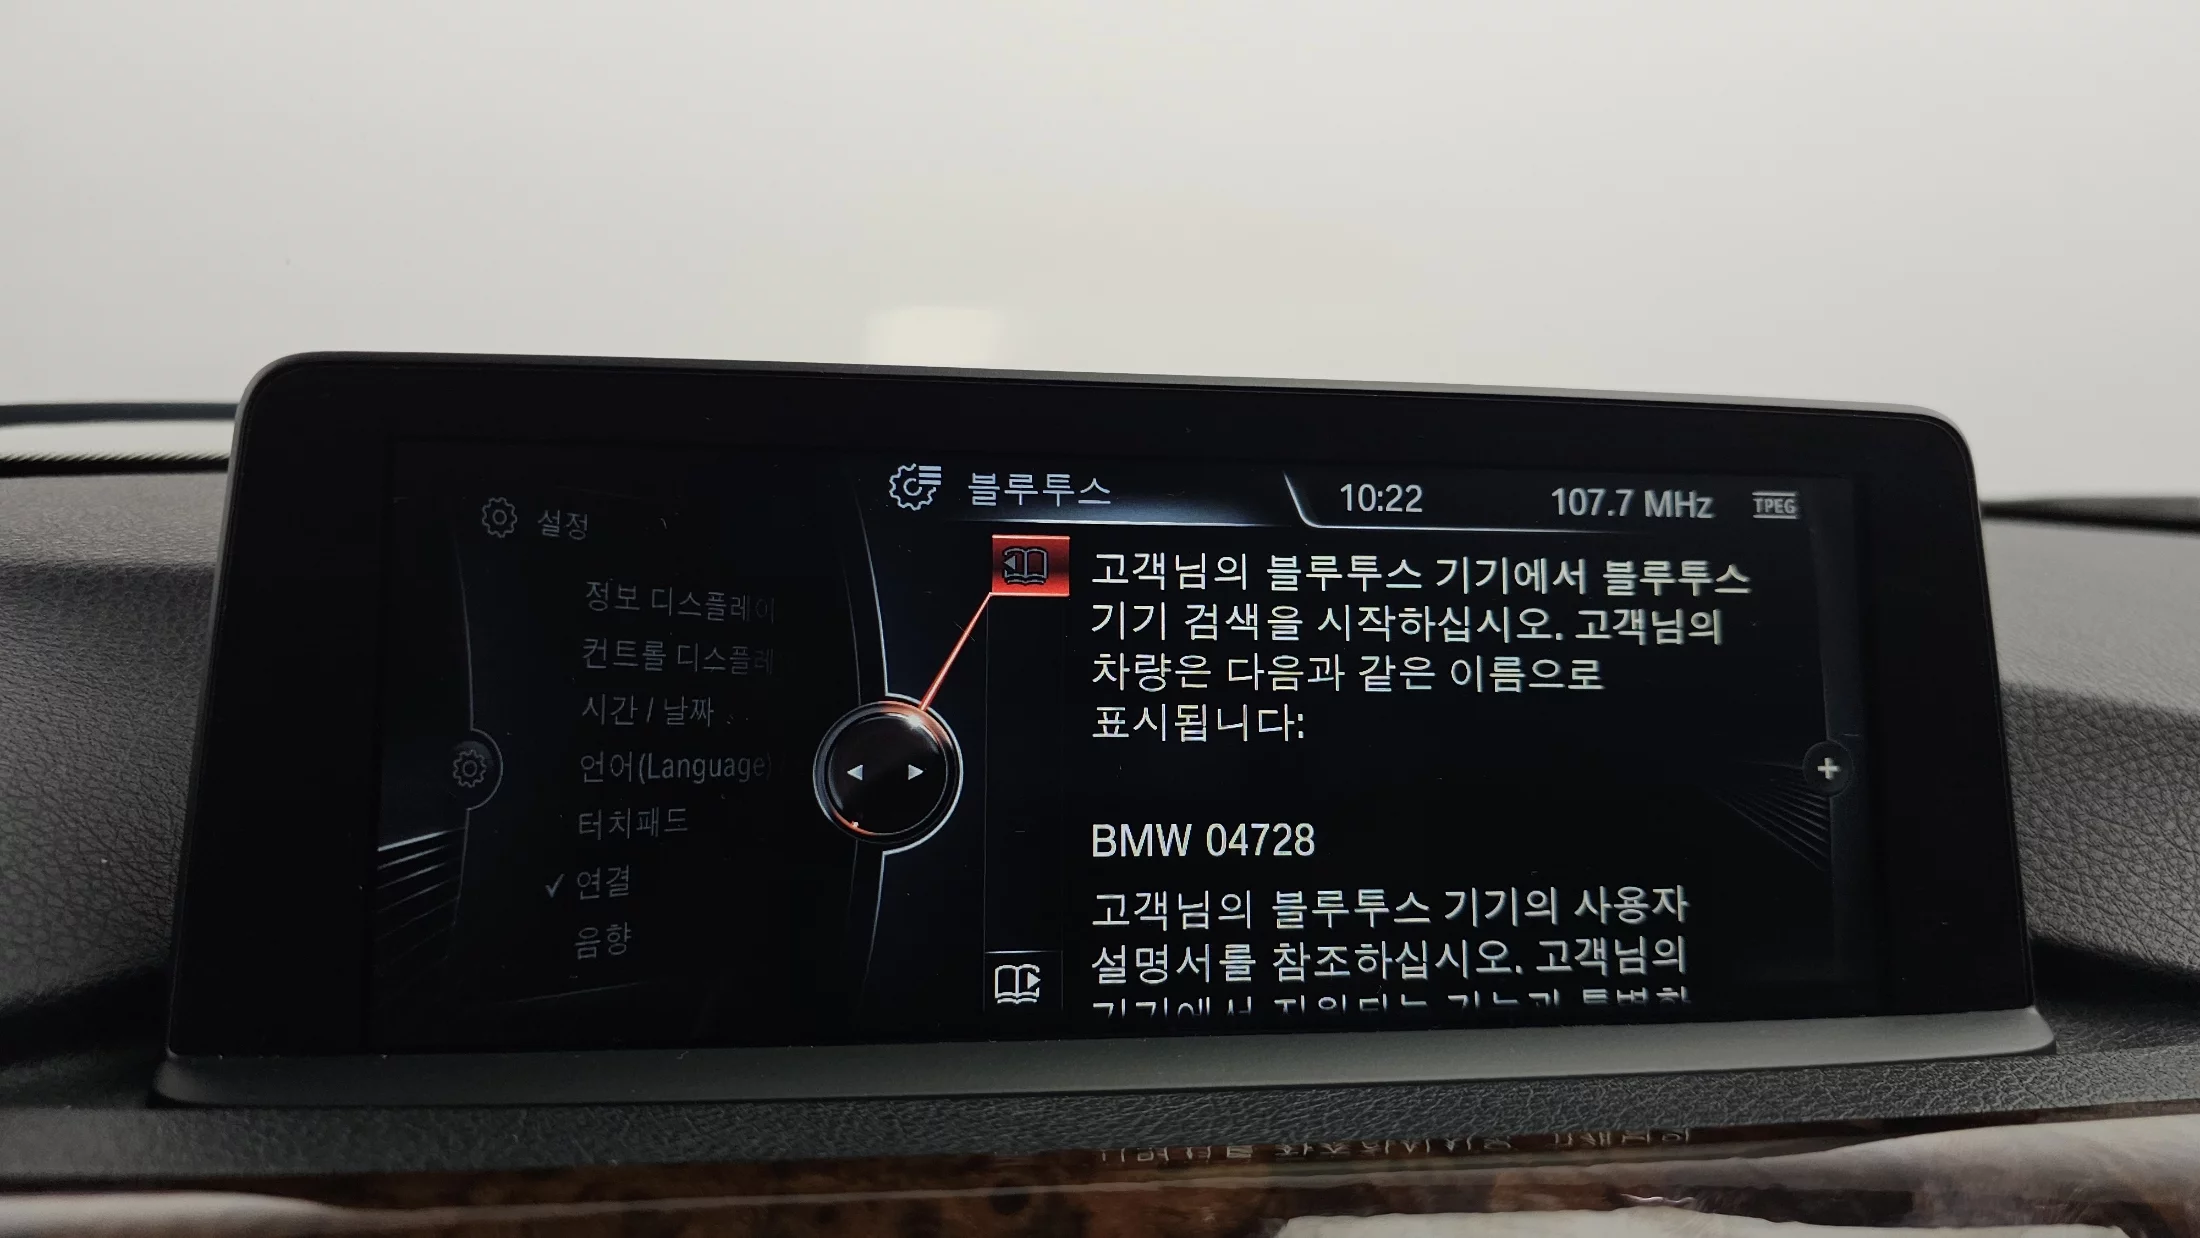 블루투스
10:22
107.7 MHz
TPEG
설정
정보 디스플레이
컨트롤 디스플레
시간 / 날짜
언어(Language) /
터치패드
✓ 연결
음향
고객님의 블루투스 기기에서 블루투스
기기 검색을 시작하십시오. 고객님의
차량은 다음과 같은 이름으로
표시됩니다:
BMW 04728
고객님의 블루투스 기기의 사용자
설명서를 참조하십시오. 고객님의